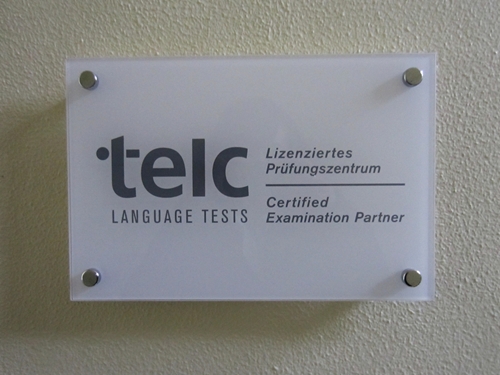 telc
LANGUAGE TESTS
Lizenziertes
Prüfungszentrum
Certified
Examination Partner